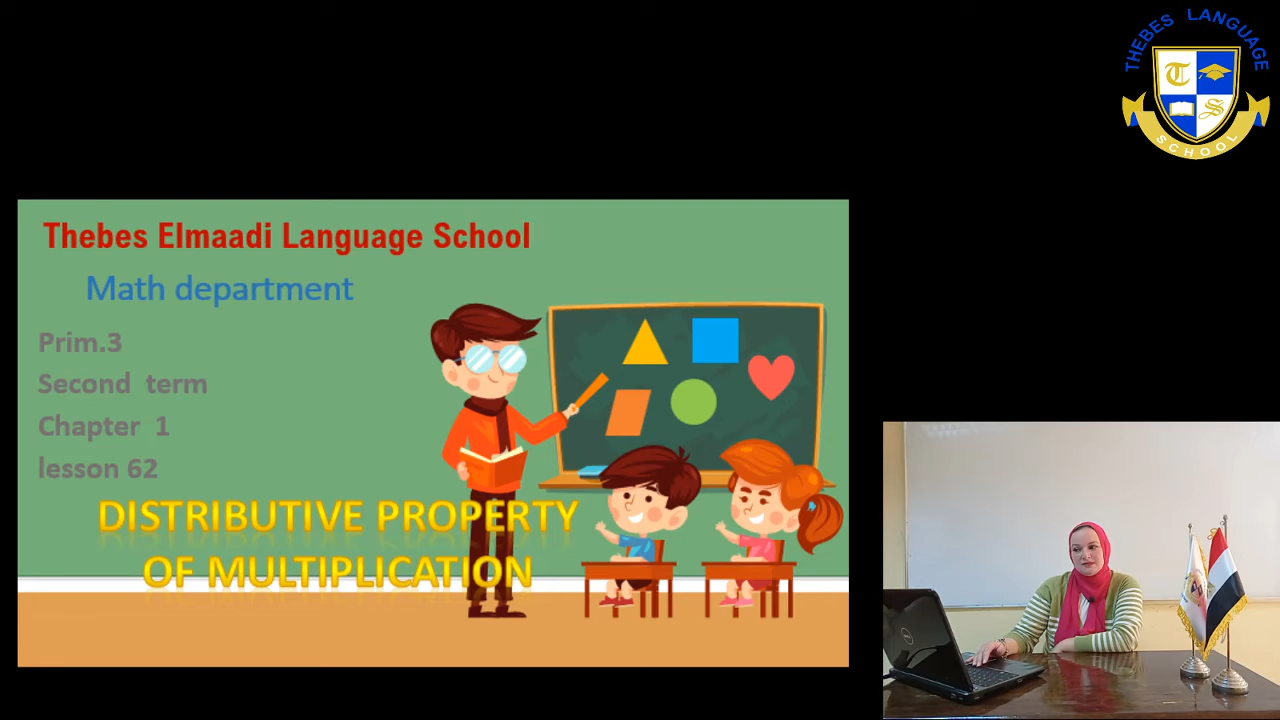 THEBES LANGUAGE
T S
SCHOOL
Thebes Elmaadi Language School
Math department
Prim.3
Second term
Chapter 1
lesson 62
DISTRIBUTIVE PROPERTY
OF MULTIPLICATION